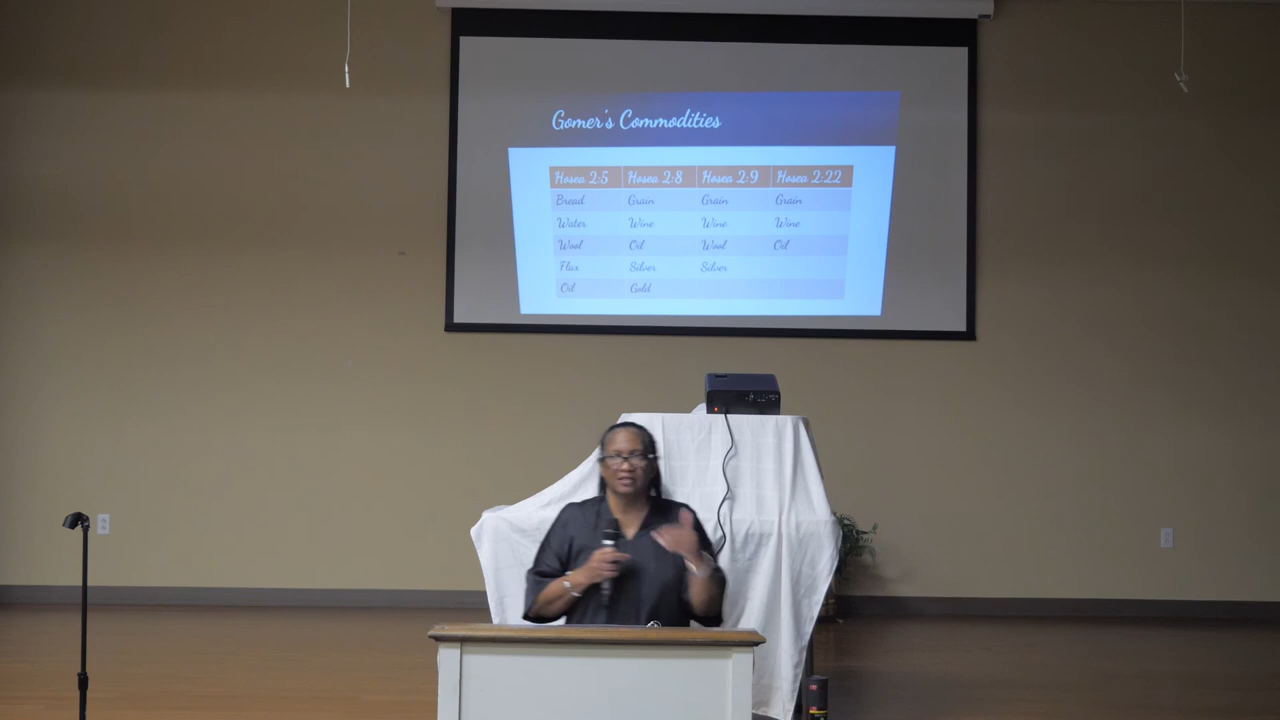 Gomer's Commodities
Hosea 2:5 Hosea 2:8 Hosea 2:9 Hosea 2:22
Bread Grain Grain Grain
Water Wine Wine Wine
Wool Oil Wool Oil
Flax Silver Silver
Oil Gold